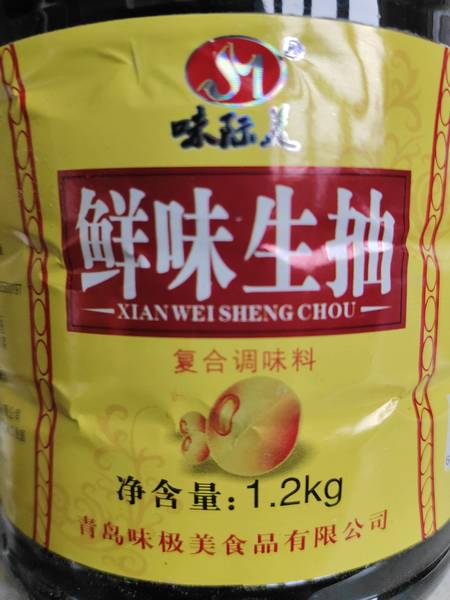 味际美
鲜味生抽
XIAN WEI SHENG CHOU
复合调味料
净含量：1.2kg
青岛味极美食品有限公司